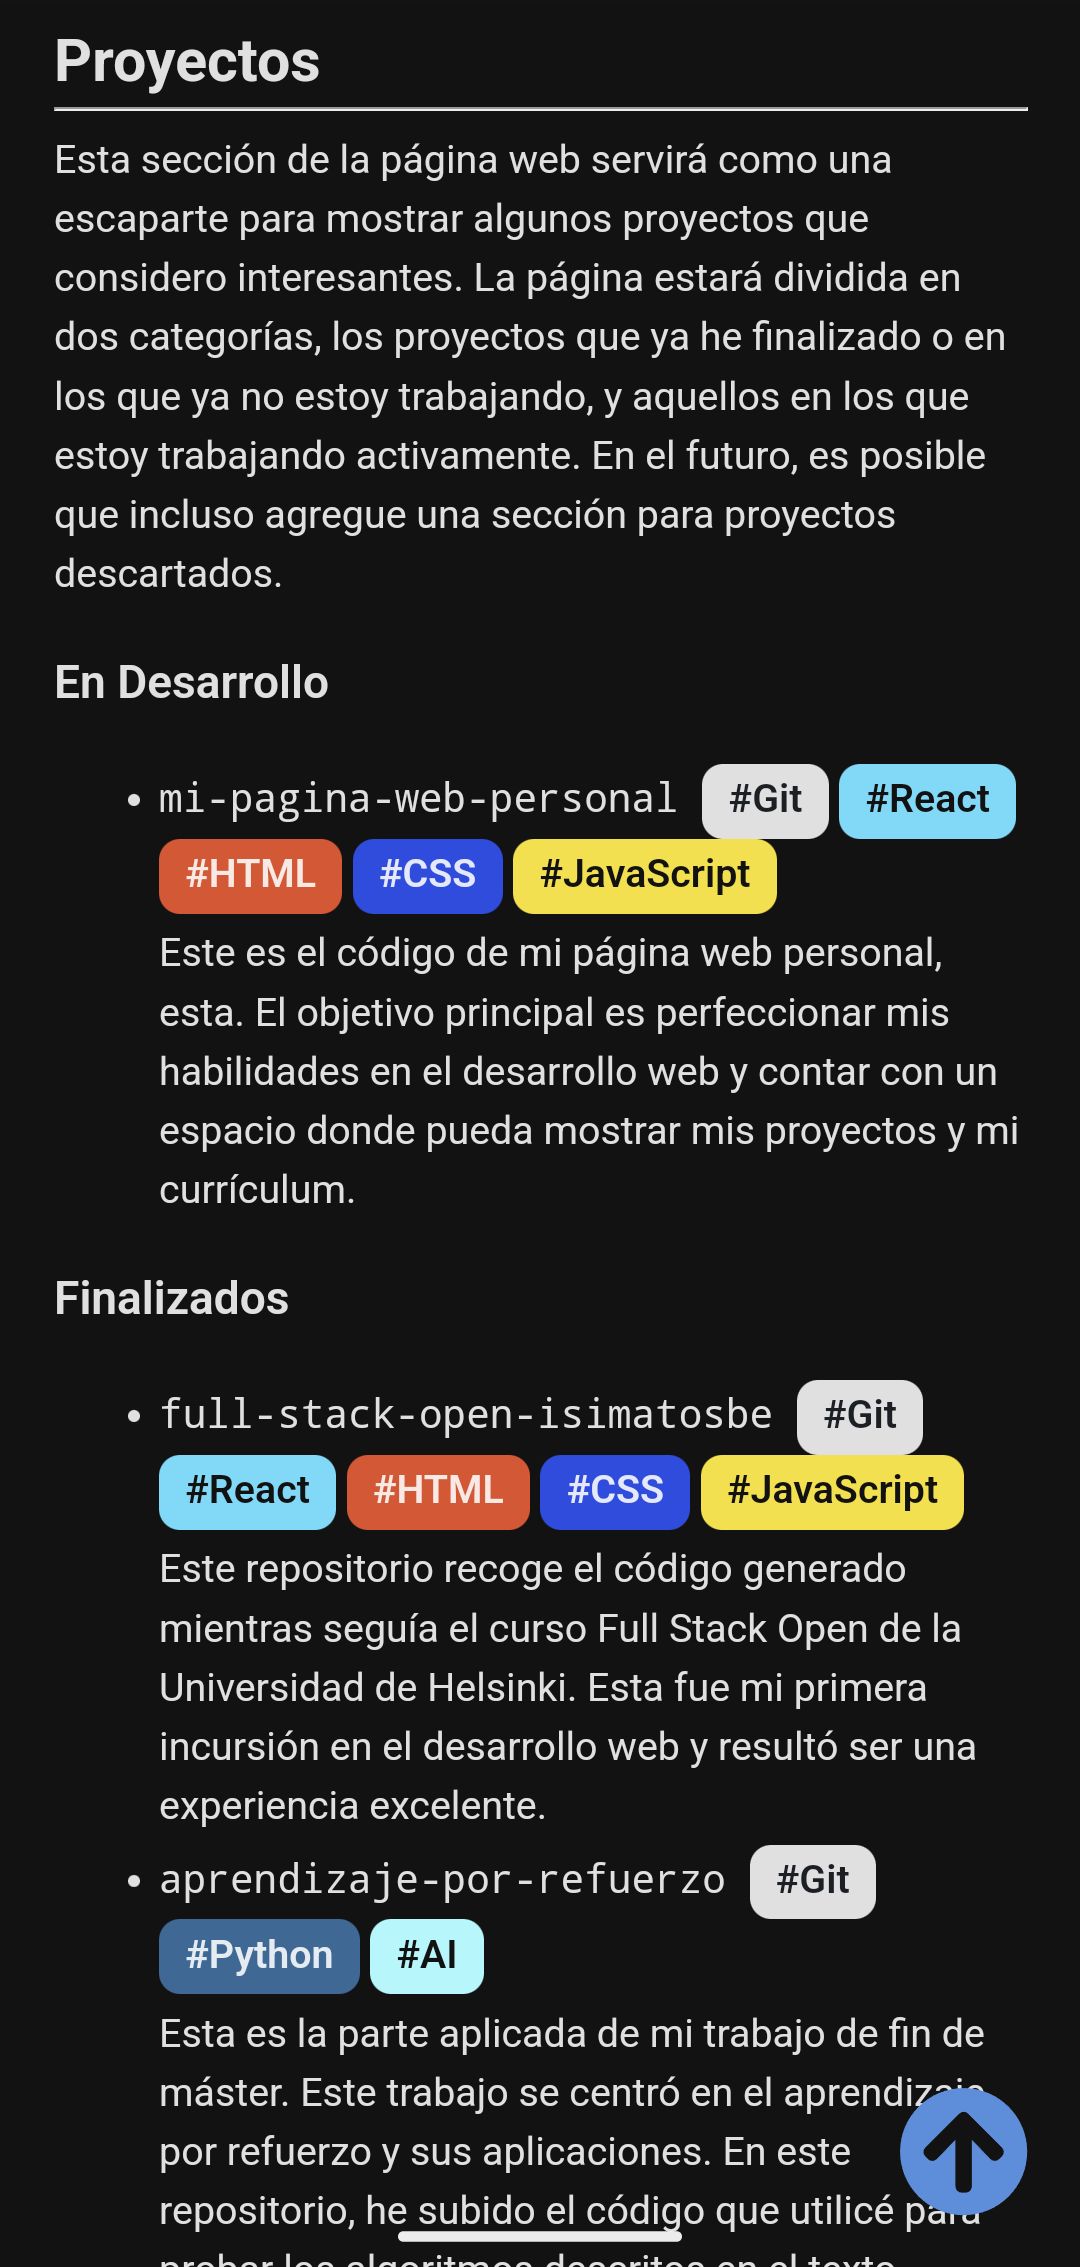 Proyectos
Esta sección de la página web servirá como una
escaparte para mostrar algunos proyectos que
considero interesantes. La página estará dividida en
dos categorías, los proyectos que ya he finalizado o en
los que ya no estoy trabajando, y aquellos en los que
estoy trabajando activamente. En el futuro, es posible
que incluso agregue una sección para proyectos
descartados.
En Desarrollo
• mi-pagina-web-personal #Git #React
#HTML #CSS #JavaScript
Este es el código de mi página web personal,
esta. El objetivo principal es perfeccionar mis
habilidades en el desarrollo web y contar con un
espacio donde pueda mostrar mis proyectos y mi
currículum.
Finalizados
• full-stack-open-isimatosbe #Git
#React #HTML #CSS #JavaScript
Este repositorio recoge el código generado
mientras seguía el curso Full Stack Open de la
Universidad de Helsinki. Esta fue mi primera
incursión en el desarrollo web y resultó ser una
experiencia excelente.
• aprendizaje-por-refuerzo #Git
#Python #AI
Esta es la parte aplicada de mi trabajo de fin de
máster. Este trabajo se centró en el aprendizaje
por refuerzo y sus aplicaciones. En este
repositorio, he subido el código que utilicé para
probar los algoritmos descritos en el texto